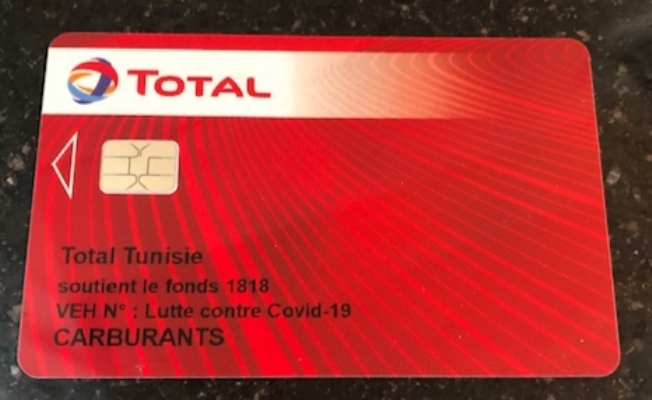 TOTAL
Total Tunisie
soutient le fonds 1818
VEH N° : Lutte contre Covid-19
CARBURANTS